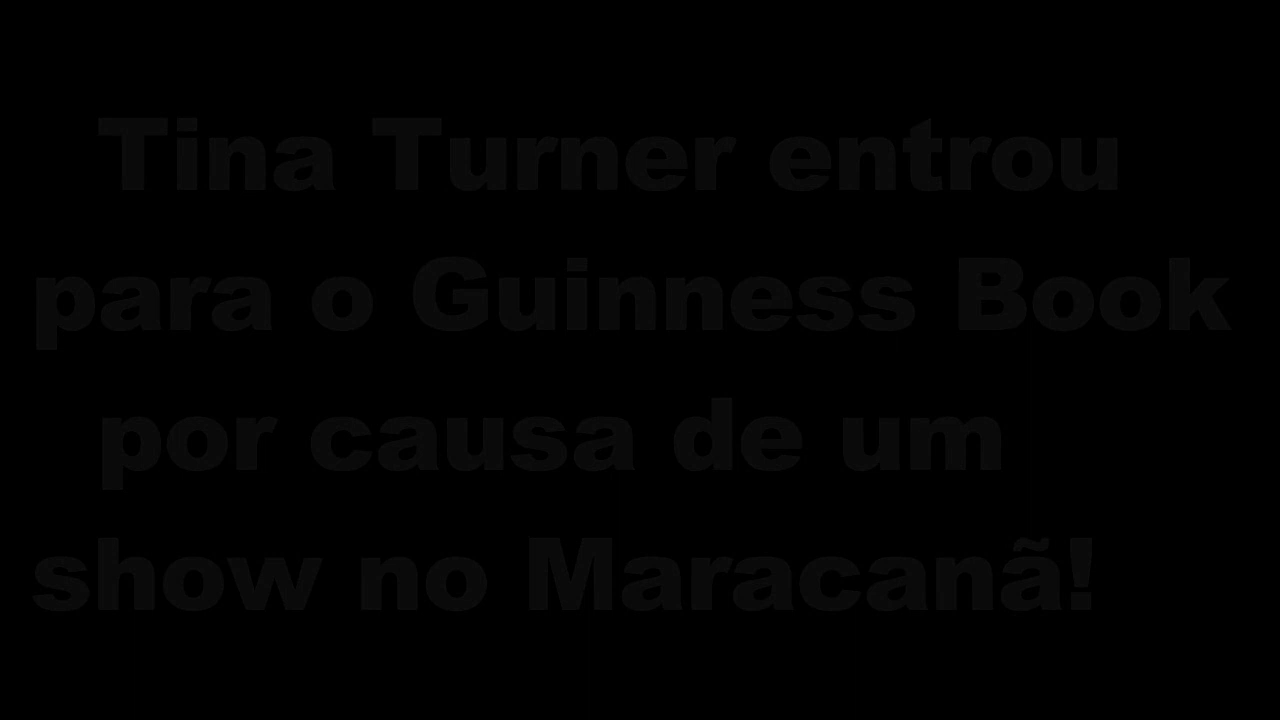 Tina Turner entrou
para o Guinness Book
por causa de um
show no Maracanã!